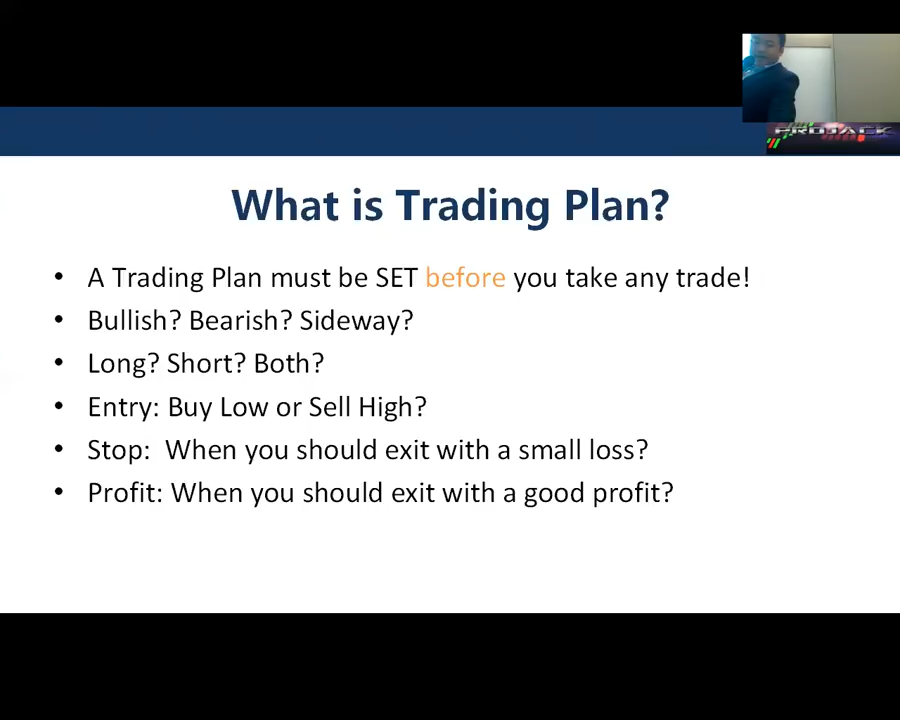 PROJACK
What is Trading Plan?
• A Trading Plan must be SET before you take any trade!
• Bullish? Bearish? Sideway?
• Long? Short? Both?
• Entry: Buy Low or Sell High?
• Stop:  When you should exit with a small loss?
• Profit: When you should exit with a good profit?